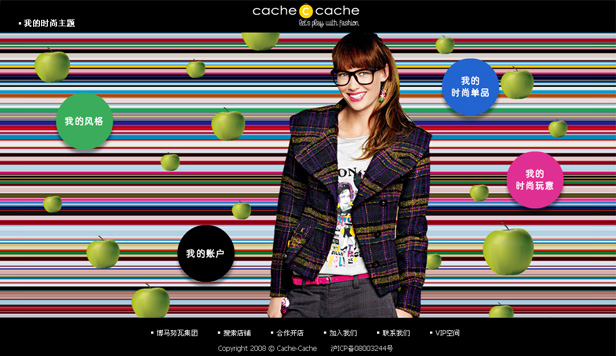 cache c cache
let's play with fashion
▪ 我的时尚主题
我的
时尚单品
我的风格
我的
时尚玩意
我的账户
▪ 博马努瓦集团 ▪ 搜索店铺 ▪ 合作开店 ▪ 加入我们 ▪ 联系我们 ▪ VIP空间
Copyright 2008 © Cache-Cache 沪ICP备08003244号